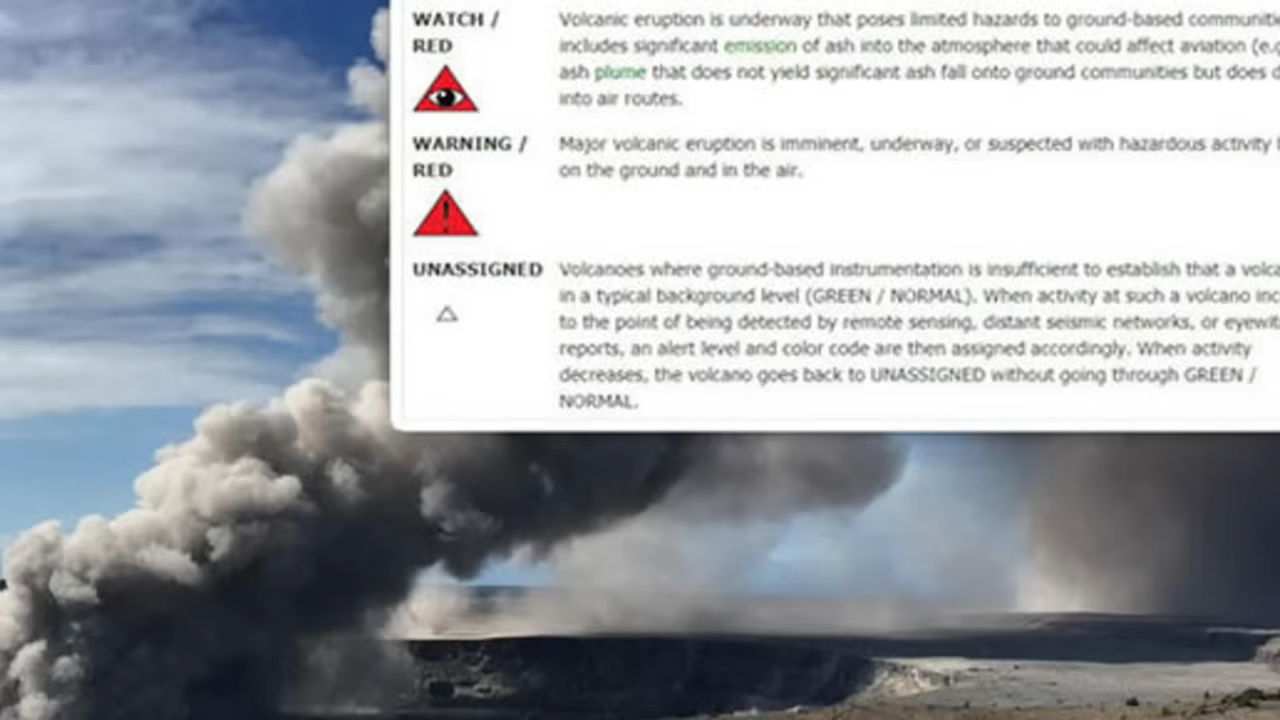 WATCH /
RED
Volcanic eruption is underway that poses limited hazards to ground-based
includes significant emission of ash into the atmosphere that could affect aviation (e.
ash plume that does not yield significant ash fall onto ground communities but does
into air routes.
WARNING /
RED
Major volcanic eruption is imminent, underway, or suspected with hazardous activity
on the ground and in the air.
UNASSIGNED
Volcanoes where ground-based instrumentation is insufficient to establish that a
in a typical background level (GREEN / NORMAL). When activity at such a volcano
to the point of being detected by remote sensing, distant seismic networks, or
reports, an alert level and color code are then assigned accordingly. When activity
decreases, the volcano goes back to UNASSIGNED without going through GREEN /
NORMAL.